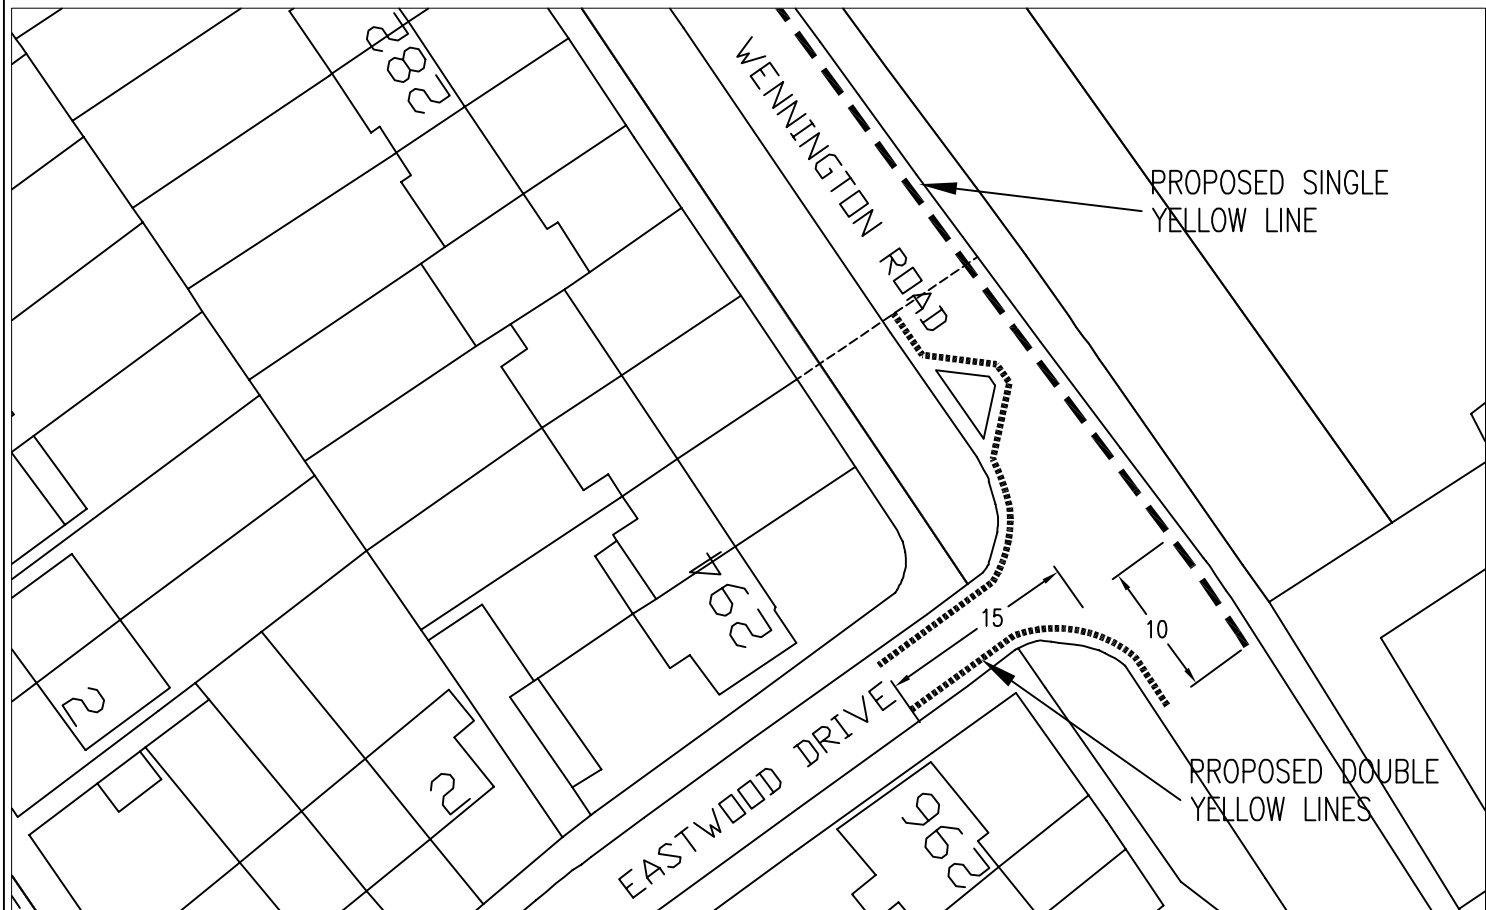 282
WENNINGTON ROAD
PROPOSED SINGLE
YELLOW LINE
294
15
10
2
2
EASTWOOD DRIVE
PROPOSED DOUBLE
YELLOW LINES
296